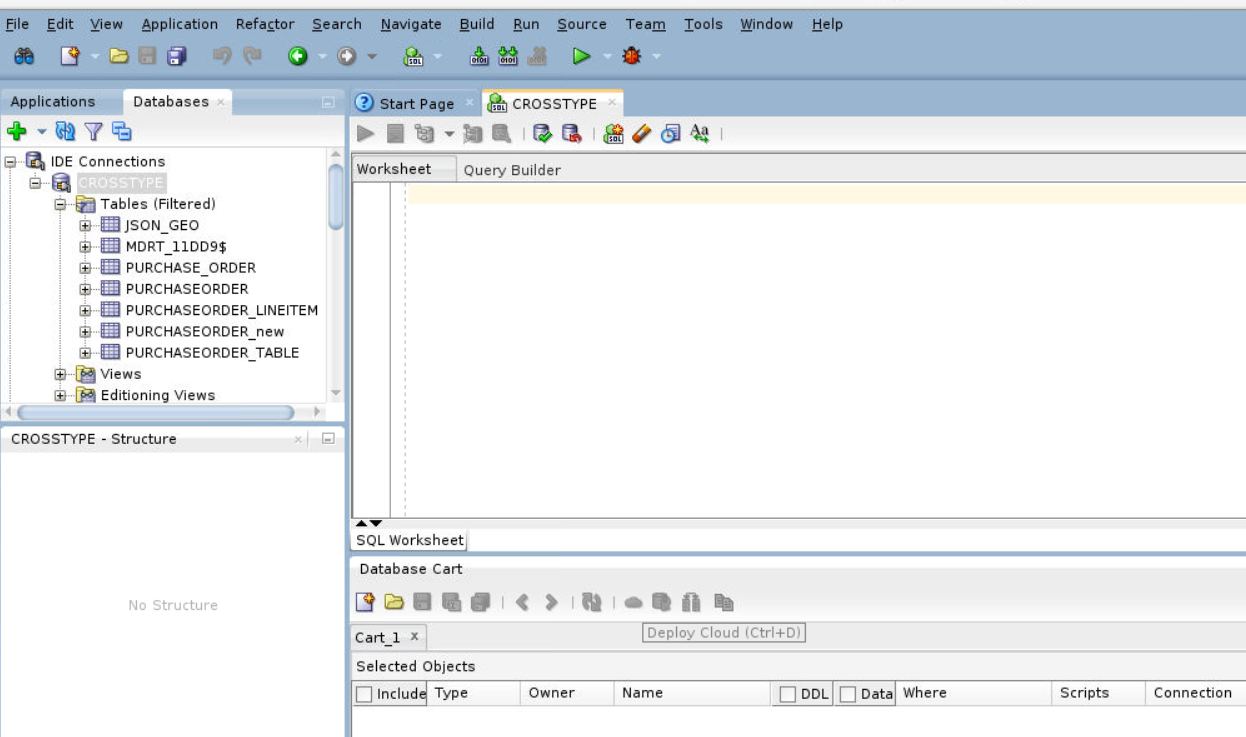 File Edit View Application Refactor Search Navigate Build Run Source Team Tools Window Help
Applications Databases
Start Page CROSSTYPE
IDE Connections
CROSSTYPE
Tables (Filtered)
JSON_GEO
MDRT_11DD9$
PURCHASE_ORDER
PURCHASEORDER
PURCHASEORDER_LINEITEM
PURCHASEORDER_new
PURCHASEORDER_TABLE
Views
Editioning Views
Worksheet Query Builder
CROSSTYPE - Structure
No Structure
SQL Worksheet
Database Cart
Deploy Cloud (Ctrl+D)
Cart_1 x
Selected Objects
Include Type Owner Name DDL Data Where Scripts Connection